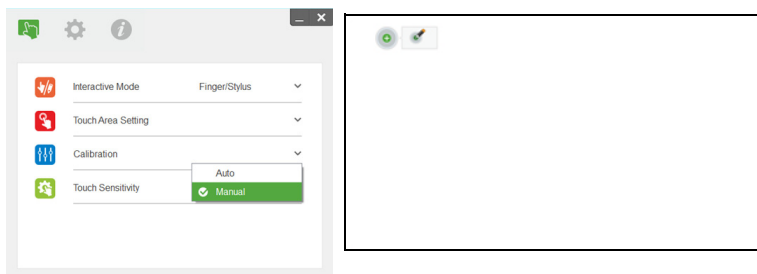 Interactive Mode Finger/Stylus
Touch Area Setting
Calibration
Auto
Touch Sensitivity
Manual